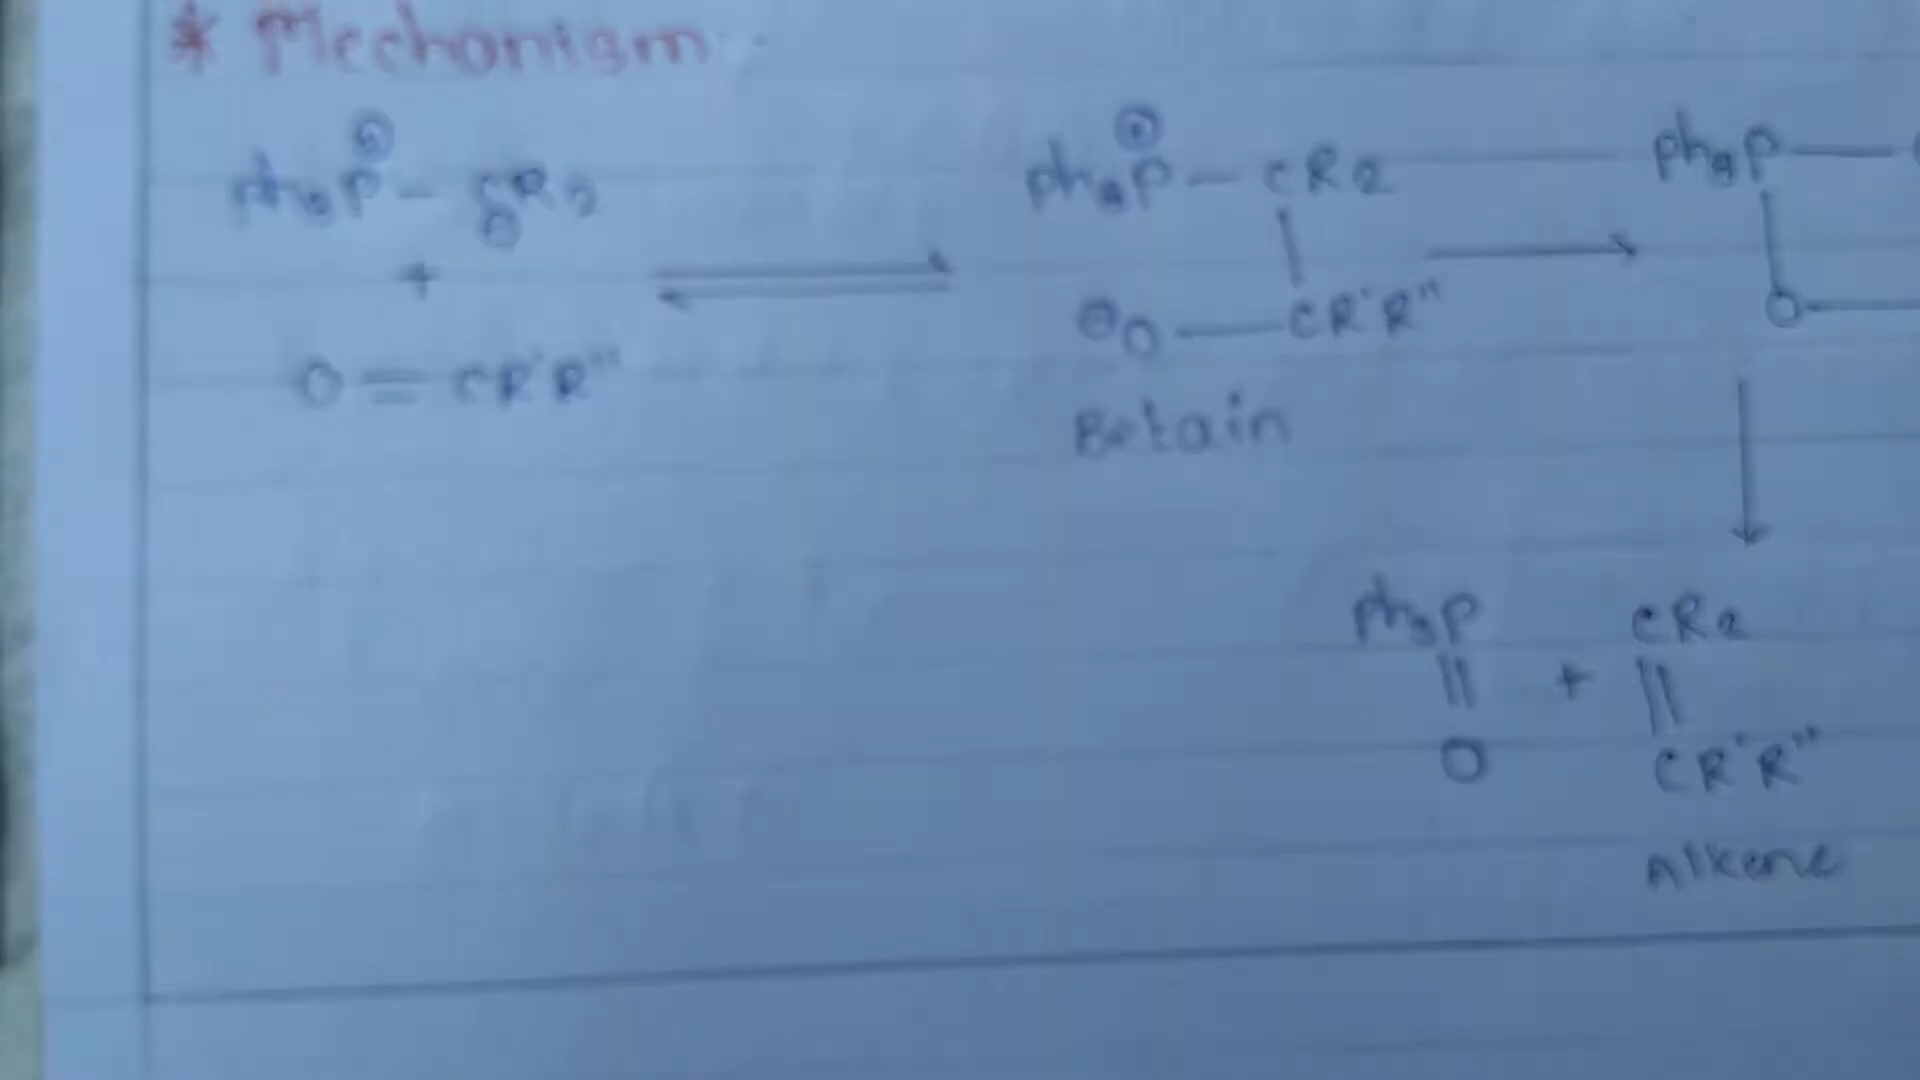 * Mechanism :
ph₃P⊕ - CR₂ ph₃P⊕ - CR₂ ph₃P —
⊖
+ ⇌ | → |
O = CR'R" ⊖O — CR'R" O —
Betain
↓
ph₃P CR₂
|| + ||
O CR'R"
Alkene